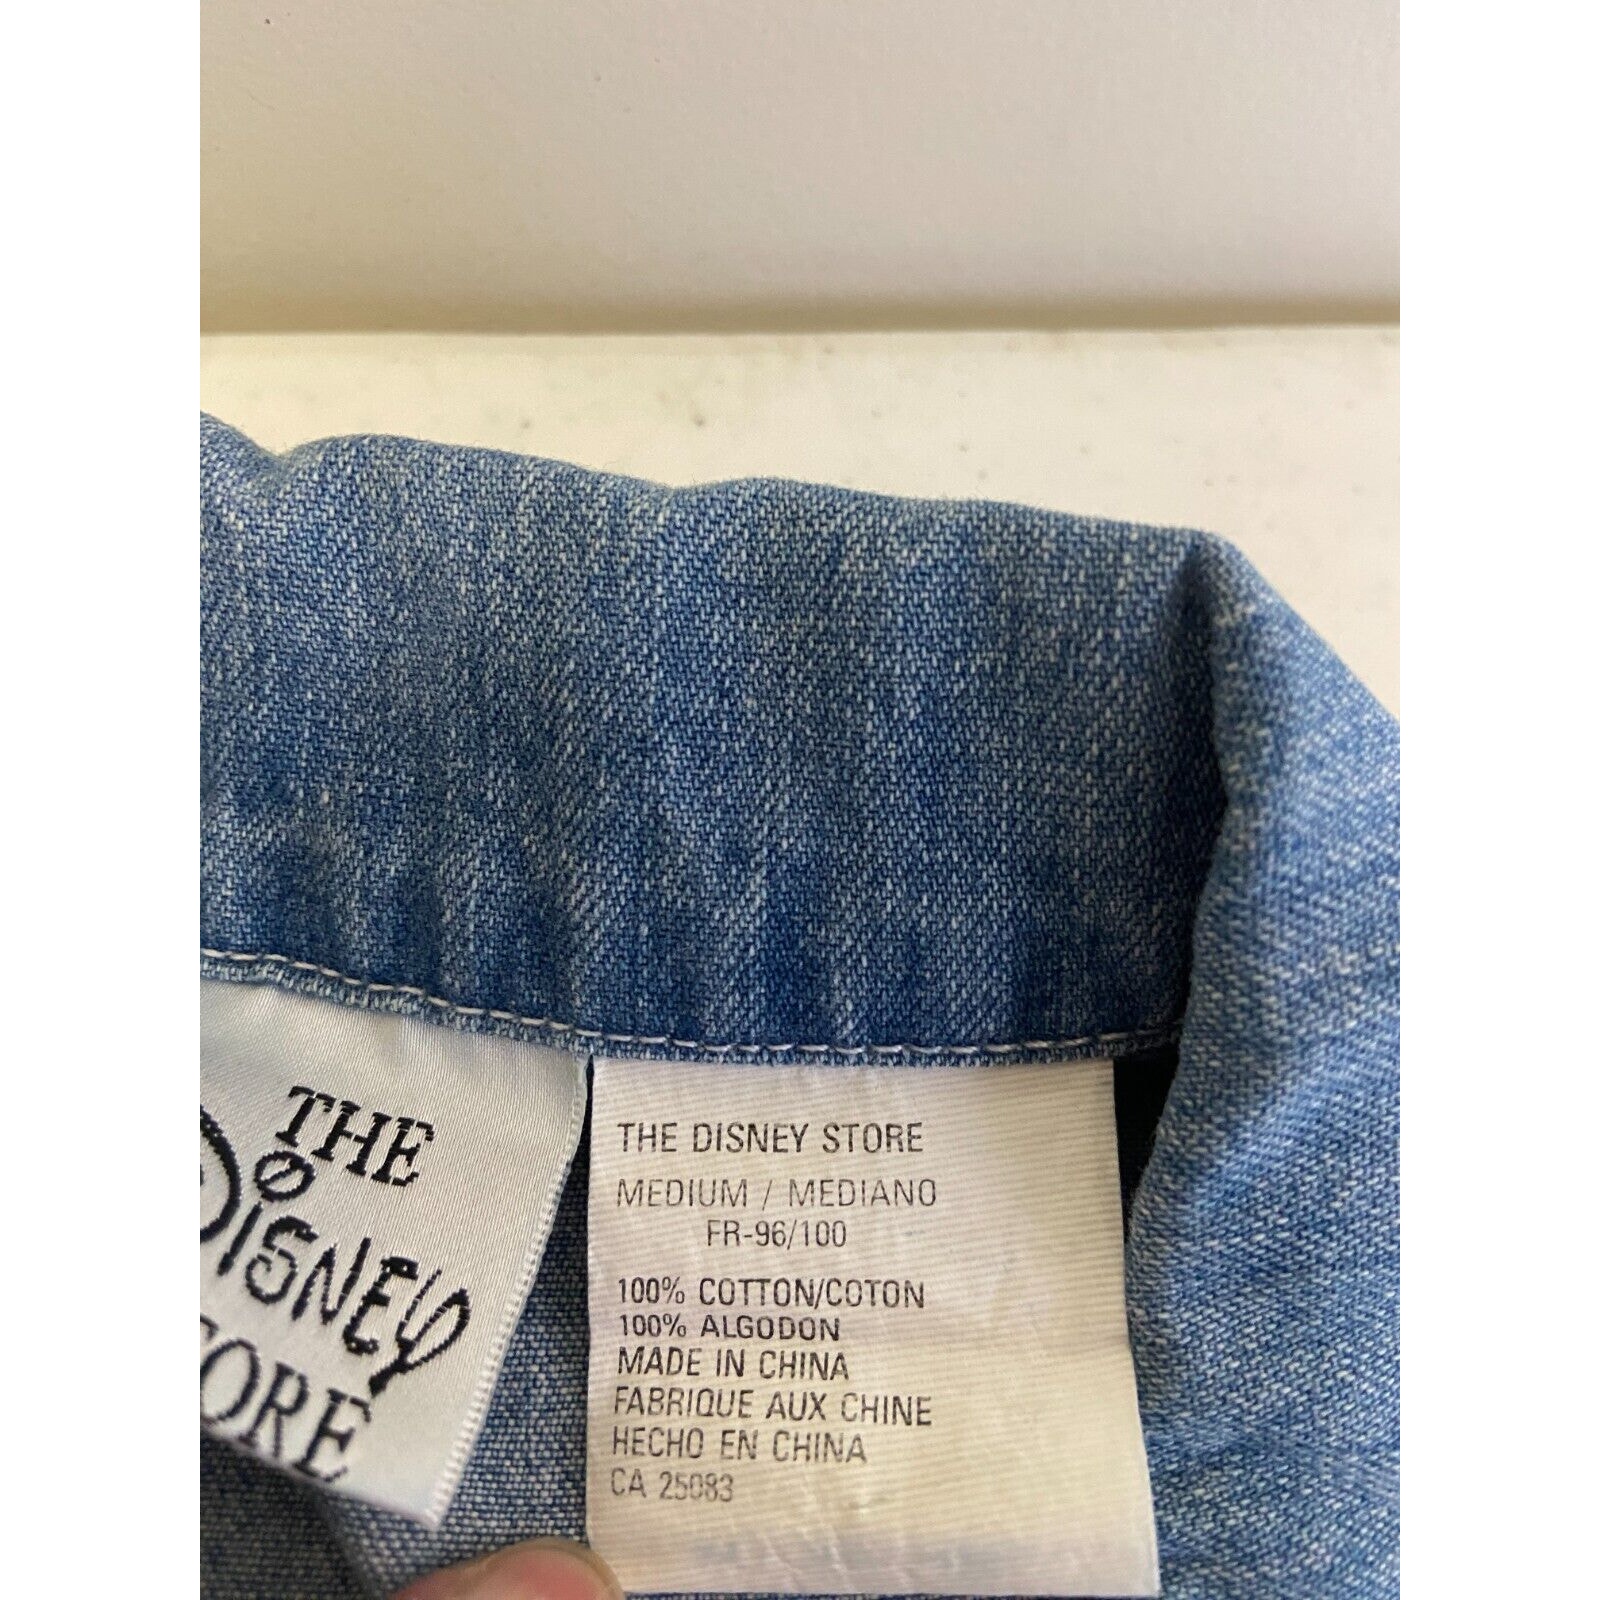 THE
DISNEY
THE DISNEY STORE
MEDIUM / MEDIANO
FR-96/100
100% COTTON/COTON
100% ALGODON
MADE IN CHINA
FABRIQUE AUX CHINE
HECHO EN CHINA
CA 25083